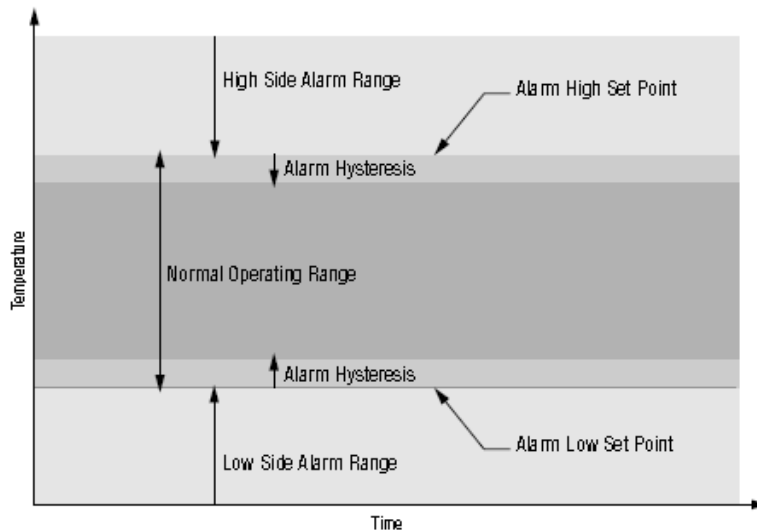 High Side Alarm Range
Alarm High Set Point
Alarm Hysteresis
Temperature
Normal Operating Range
Alarm Hysteresis
Alarm Low Set Point
Low Side Alarm Range
Time